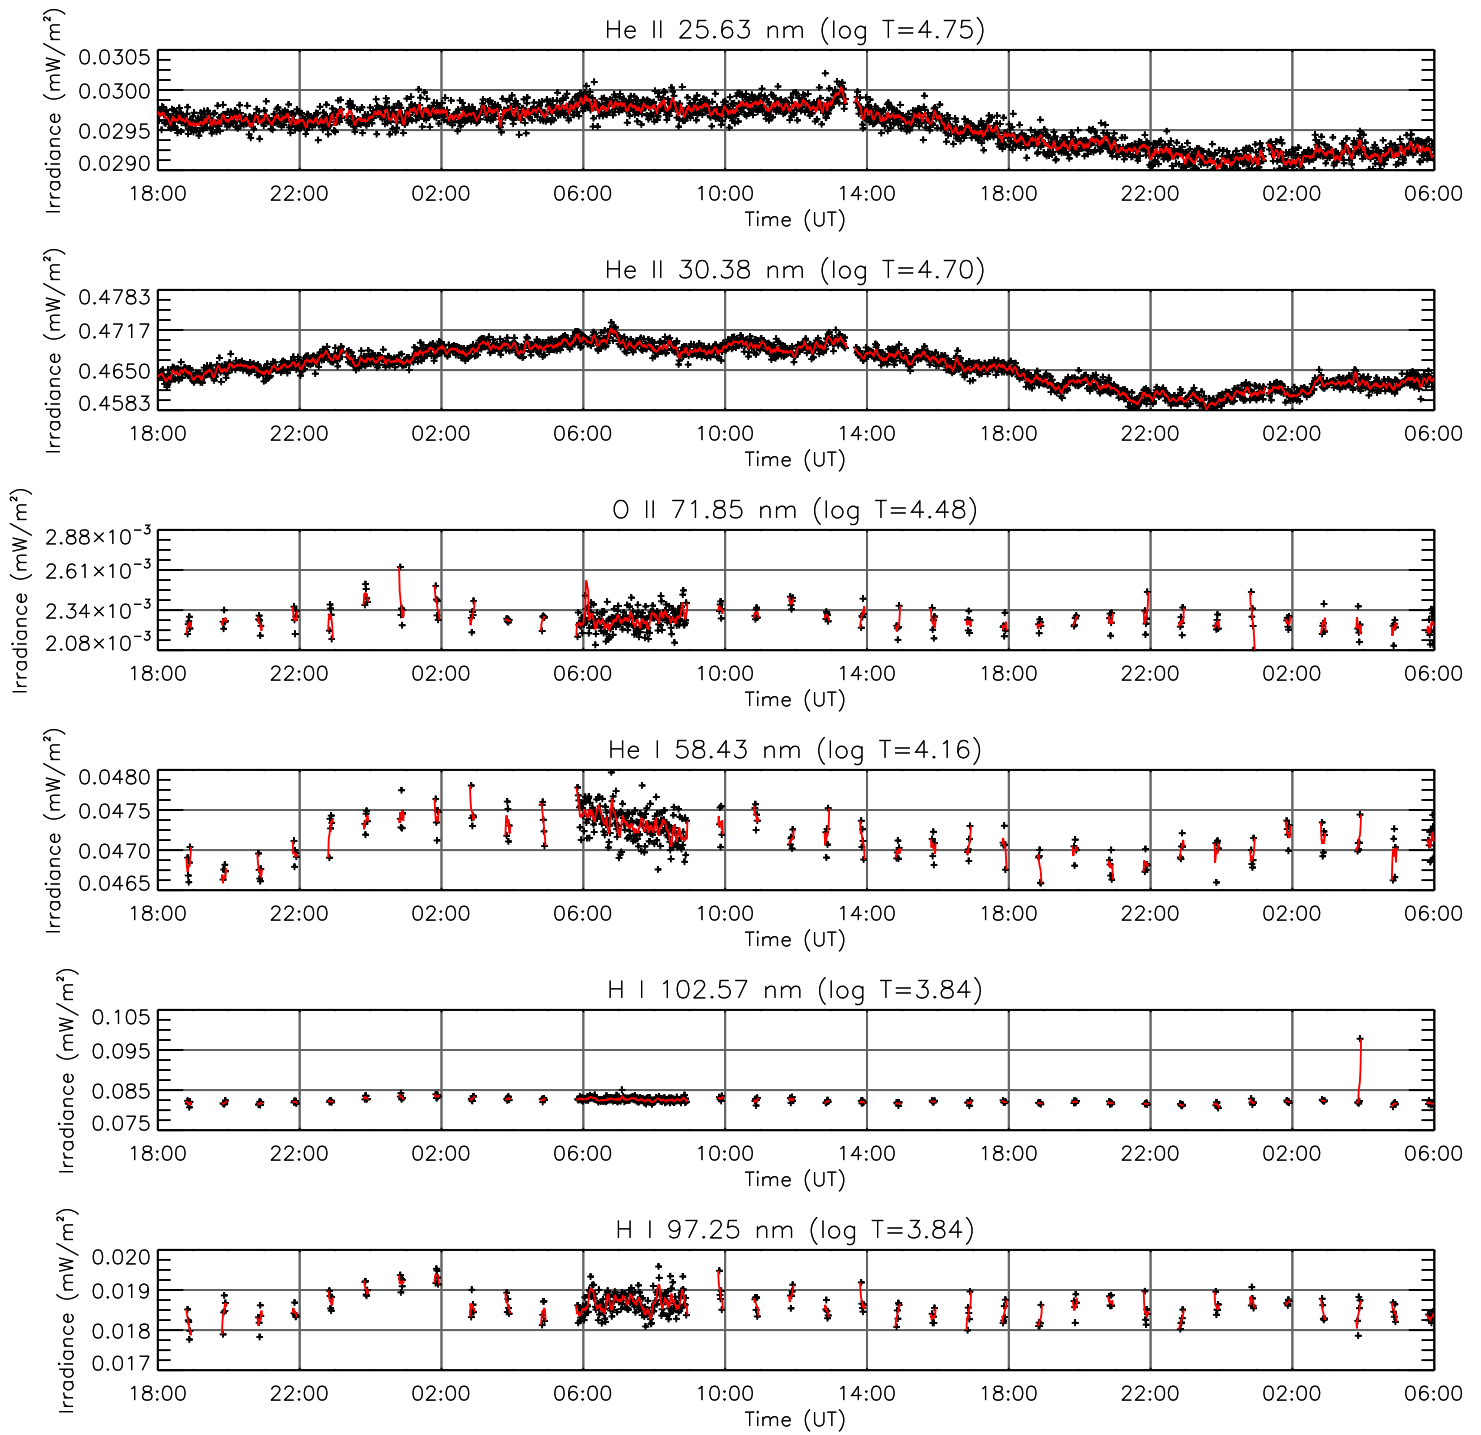 He II 25.63 nm (log T=4.75)
Irradiance (mW/m²)
0.0305
0.0300
0.0295
0.0290
18:00 22:00 02:00 06:00 10:00 14:00 18:00 22:00 02:00 06:00
Time (UT)
He II 30.38 nm (log T=4.70)
Irradiance (mW/m²)
0.4783
0.4717
0.4650
0.4583
18:00 22:00 02:00 06:00 10:00 14:00 18:00 22:00 02:00 06:00
Time (UT)
O II 71.85 nm (log T=4.48)
Irradiance (mW/m²)
2.88×10⁻³
2.61×10⁻³
2.34×10⁻³
2.08×10⁻³
18:00 22:00 02:00 06:00 10:00 14:00 18:00 22:00 02:00 06:00
Time (UT)
He I 58.43 nm (log T=4.16)
Irradiance (mW/m²)
0.0480
0.0475
0.0470
0.0465
18:00 22:00 02:00 06:00 10:00 14:00 18:00 22:00 02:00 06:00
Time (UT)
H I 102.57 nm (log T=3.84)
Irradiance (mW/m²)
0.105
0.095
0.085
0.075
18:00 22:00 02:00 06:00 10:00 14:00 18:00 22:00 02:00 06:00
Time (UT)
H I 97.25 nm (log T=3.84)
Irradiance (mW/m²)
0.020
0.019
0.018
0.017
18:00 22:00 02:00 06:00 10:00 14:00 18:00 22:00 02:00 06:00
Time (UT)